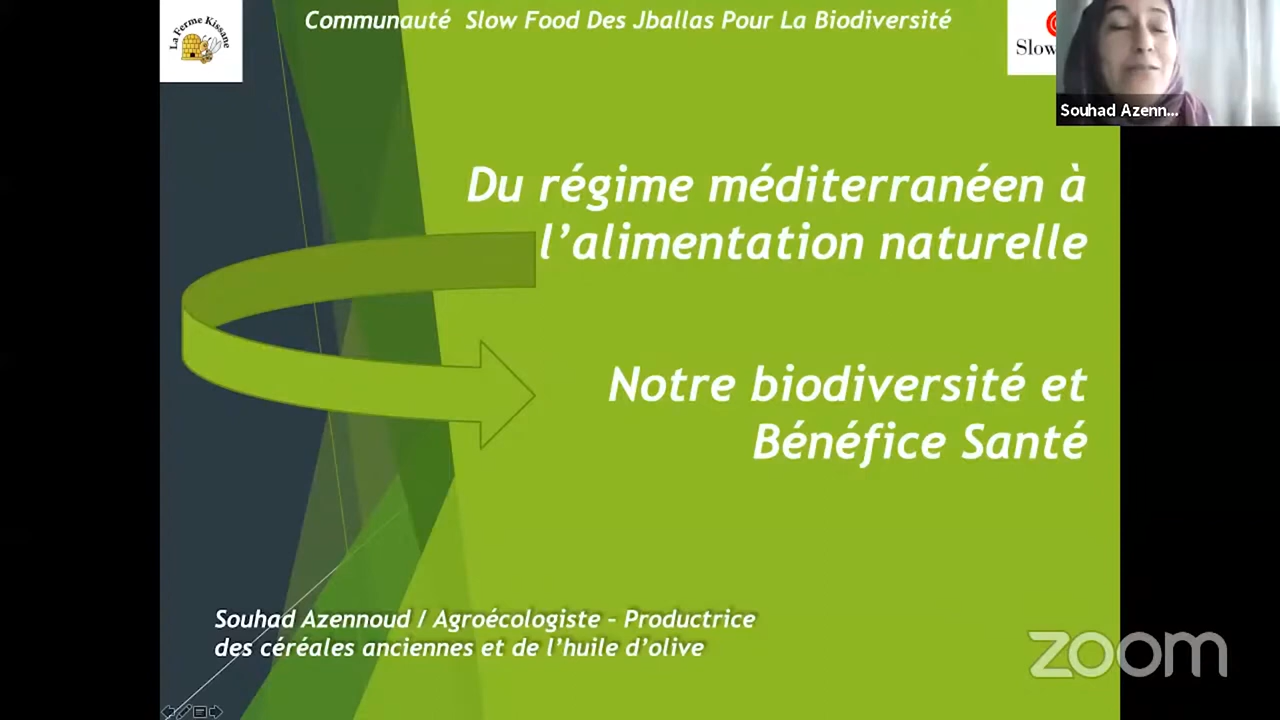 La Ferme Kissane
Communauté Slow Food Des Jballas Pour La Biodiversité
Slow
Souhad Azenn...
Du régime méditerranéen à
l’alimentation naturelle
Notre biodiversité et
Bénéfice Santé
Souhad Azennoud / Agroécologiste – Productrice
des céréales anciennes et de l’huile d’olive
zoom